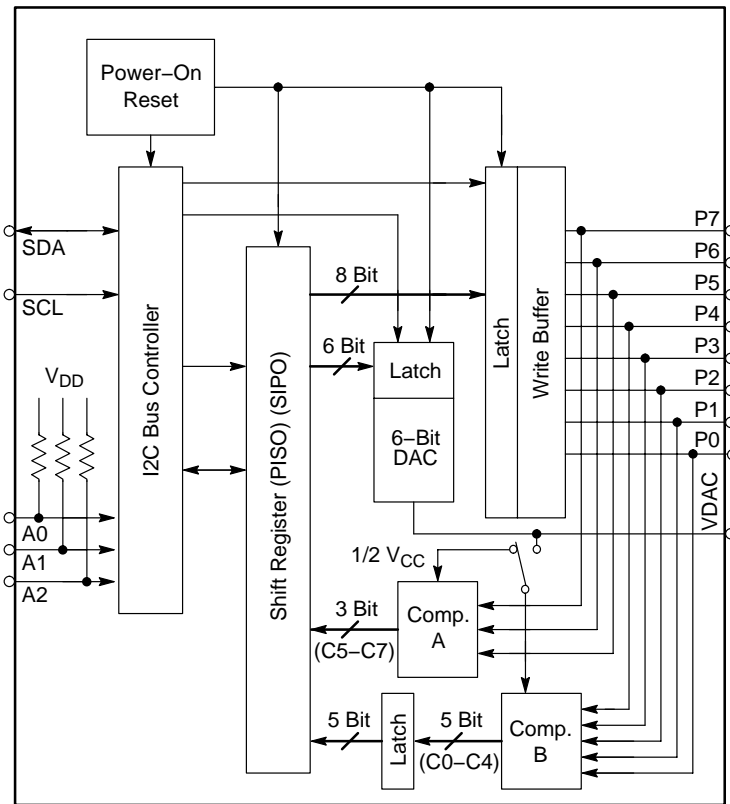 Power–On
Reset
SDA
SCL
V_DD
A0
A1
A2
I2C Bus Controller
Shift Register (PISO) (SIPO)
8 Bit
6 Bit
Latch
6–Bit
DAC
Latch
Write Buffer
P7
P6
P5
P4
P3
P2
P1
P0
VDAC
1/2 V_CC
Comp.
A
3 Bit
(C5–C7)
Comp.
B
5 Bit
(C0–C4)
Latch
5 Bit